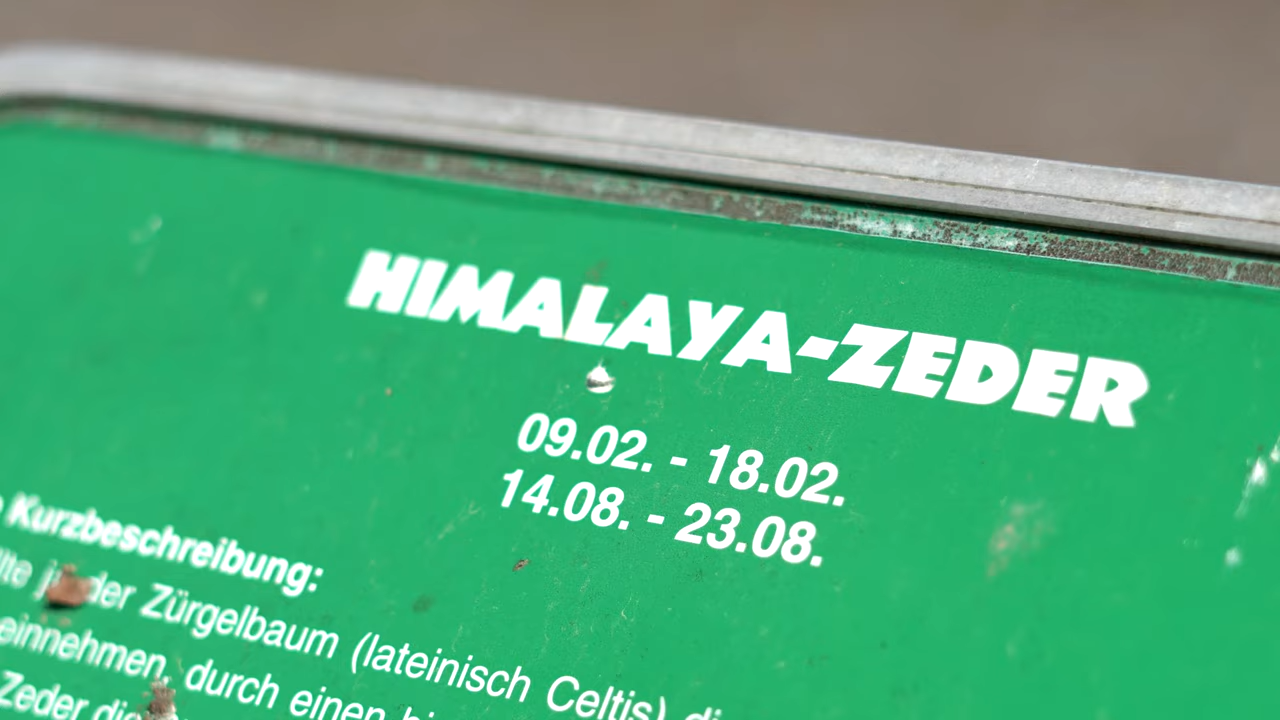 HIMALAYA-ZEDER
09.02. - 18.02.
14.08. - 23.08.
Kurzbeschreibung:
der Zürgelbaum (lateinisch Celtis)
einnehmen, durch einen
Zeder